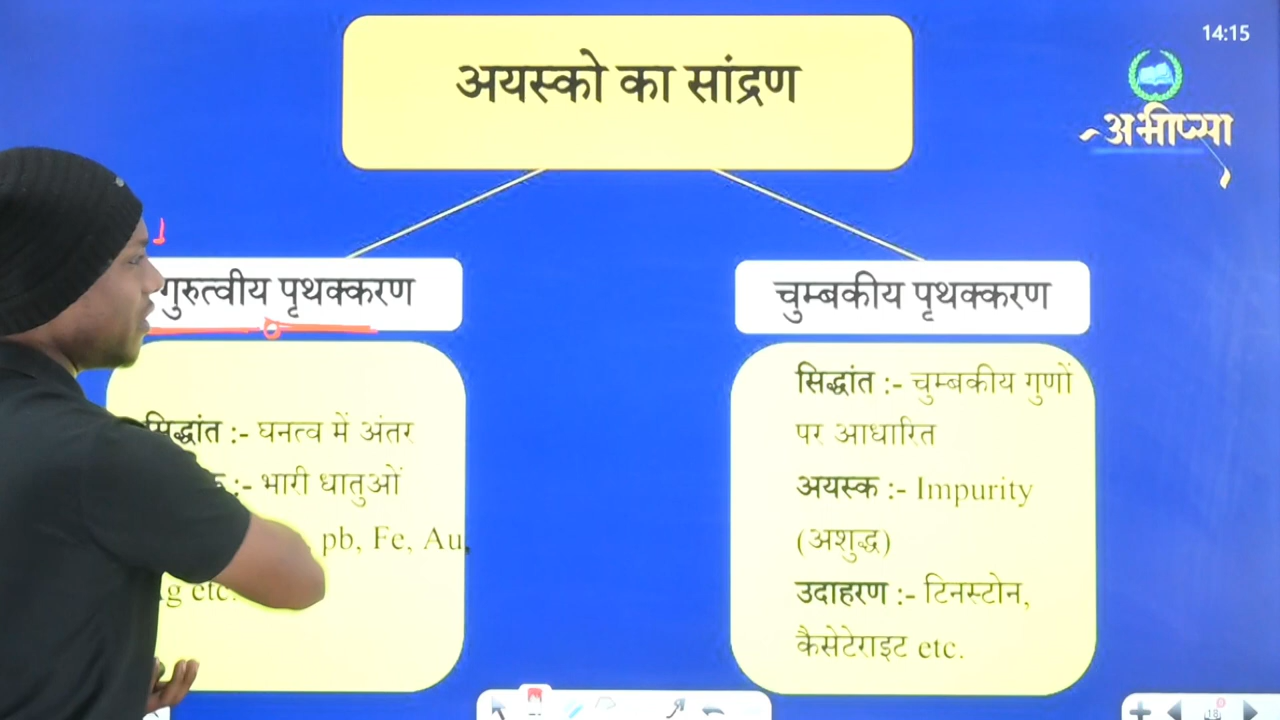 अयस्को का सांद्रण
14:15
अभीप्सा
गुरुत्वीय पृथक्करण
सिद्धांत :- घनत्व में अंतर
:- भारी धातुओं
pb, Fe, Au,
etc.
चुम्बकीय पृथक्करण
सिद्धांत :- चुम्बकीय गुणों
पर आधारित
अयस्क :- Impurity
(अशुद्ध)
उदाहरण :- टिनस्टोन,
कैसेटेराइट etc.
18